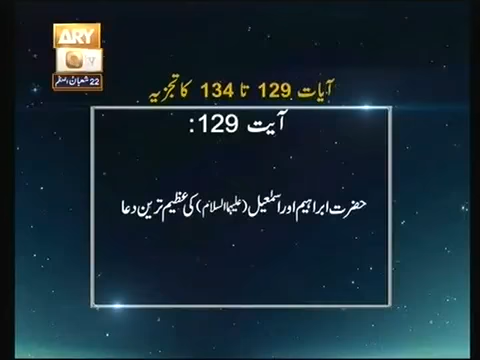 ARY
Q TV
22 شعبان المعظم
آیات 129 تا 134 کا تجزیہ
آیت 129:
حضرت ابراہیم اور اسمٰعیل (علیہما السلام) کی عظیم ترین دعا